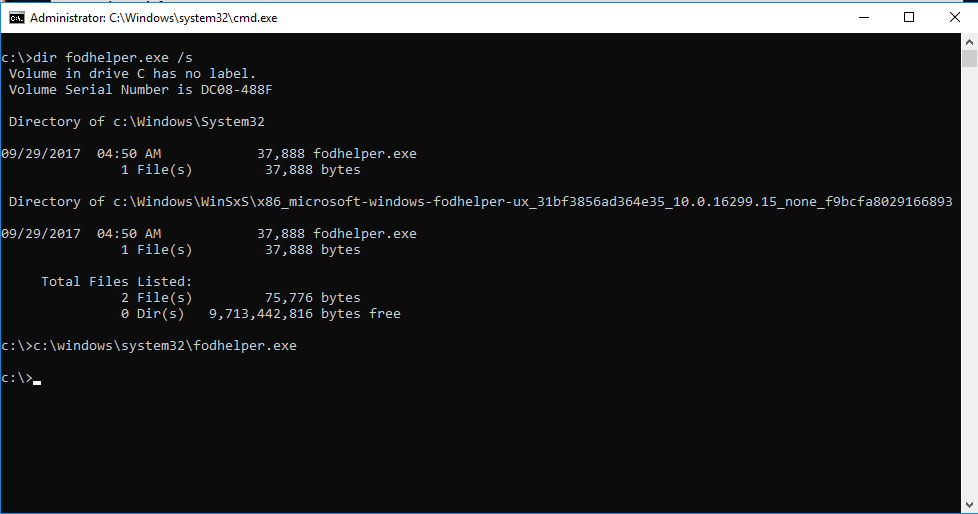 Administrator: C:\Windows\system32\cmd.exe
c:\>dir fodhelper.exe /s
Volume in drive C has no label.
Volume Serial Number is DC08-488F
Directory of c:\Windows\System32
09/29/2017  04:50 AM            37,888 fodhelper.exe
1 File(s)         37,888 bytes
Directory of c:\Windows\WinSxS\x86_microsoft-windows-fodhelper-ux_31bf3856ad364e35_10.0.16299.15_none_f9bcfa8029166893
09/29/2017  04:50 AM            37,888 fodhelper.exe
1 File(s)         37,888 bytes
Total Files Listed:
2 File(s)         75,776 bytes
0 Dir(s)   9,713,442,816 bytes free
c:\>c:\windows\system32\fodhelper.exe
c:\>